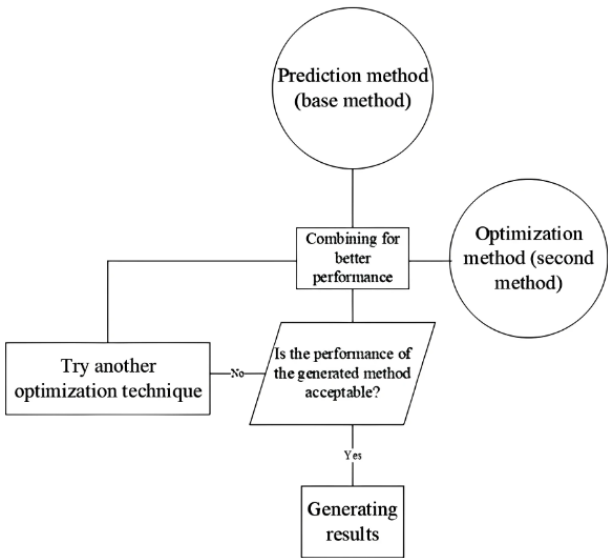 Prediction method
(base method)
Combining for
better
performance
Optimization
method (second
method)
Try another
optimization technique
No
Is the performance of
the generated method
acceptable?
Yes
Generating
results